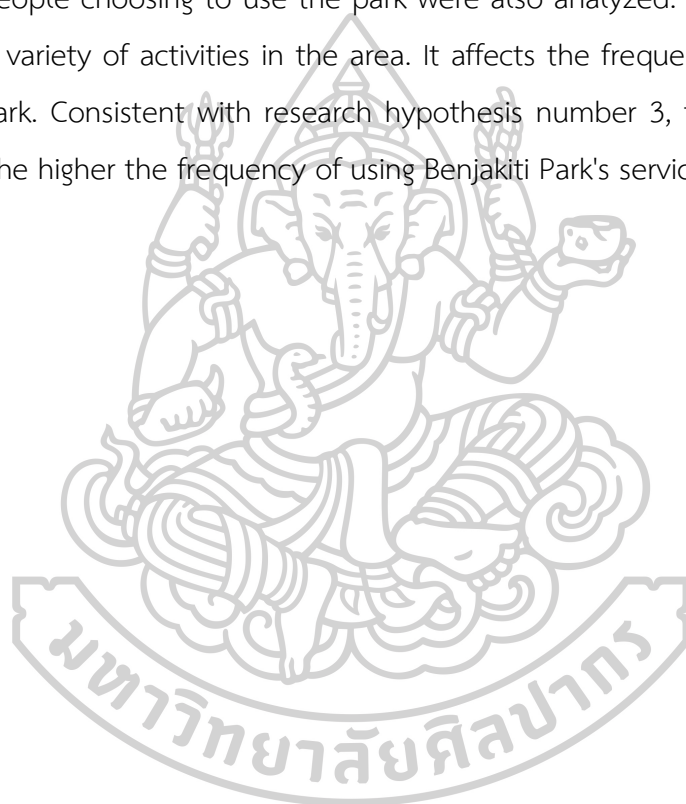 eople choosing to use the park were also analyzed.
variety of activities in the area. It affects the freque
ark. Consistent with research hypothesis number 3,
he higher the frequency of using Benjakiti Park's servic
มหาวิทยาลัยศิลปากร